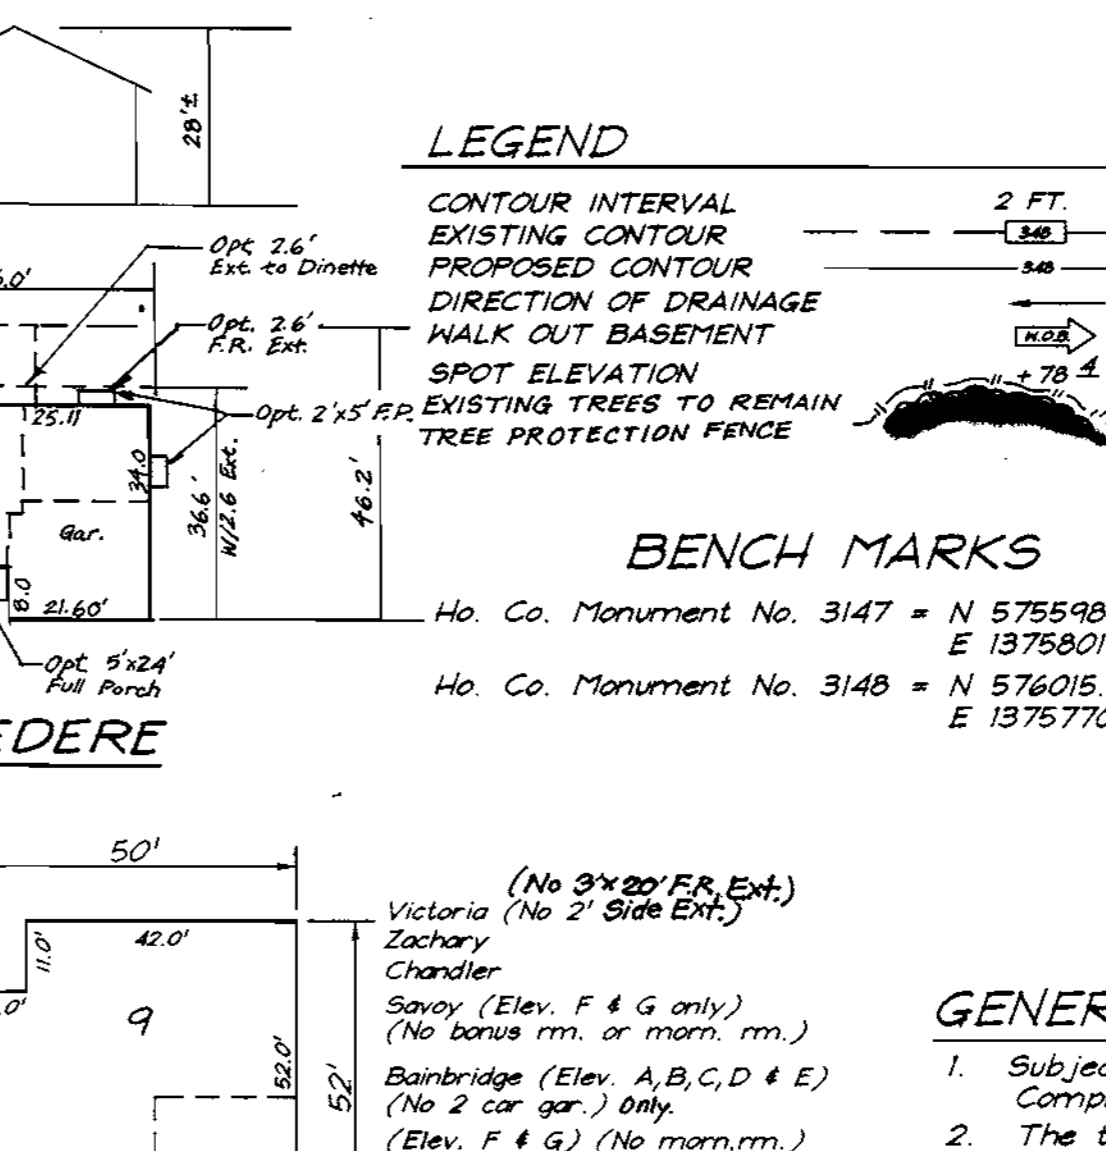 28'±
LEGEND
CONTOUR INTERVAL 2 FT.
EXISTING CONTOUR 348
PROPOSED CONTOUR 348
DIRECTION OF DRAINAGE
WALK OUT BASEMENT W.O.B.
SPOT ELEVATION + 78 4
EXISTING TREES TO REMAIN
TREE PROTECTION FENCE
Opt. 2.6'
Ext. to Dinette
.0'
Opt. 2.6'
F.R. Ext.
25.11
Opt. 2'x5' F.P.
34.0
36.6'
W/2.6 Ext.
46.2'
Gar.
8.0
21.60'
Opt. 5'x24'
Full Porch
EDERE
BENCH MARKS
Ho. Co. Monument No. 3147 = N 575598
E 1375801
Ho. Co. Monument No. 3148 = N 576015.
E 137577
50'
42.0'
11.0'
.0'
9
52.0'
52'
(No 3'x20' F.R. Ext.)
Victoria (No 2' Side Ext.)
Zachary
Chandler
Savoy (Elev. F & G only)
(No bonus rm. or morn. rm.)
Bainbridge (Elev. A,B,C,D & E)
(No 2 car gar.) Only.
(Elev. F & G) (No morn.rm.)
GENER
1. Subjec
Comp
2. The t